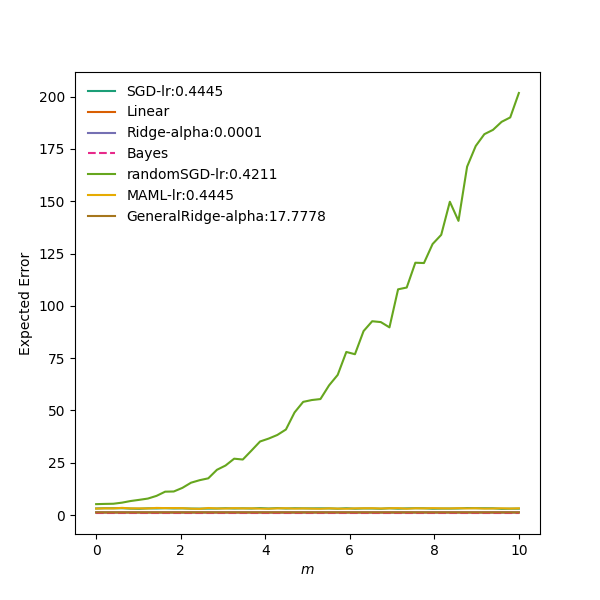 SGD-lr:0.4445
Linear
Ridge-alpha:0.0001
Bayes
randomSGD-lr:0.4211
MAML-lr:0.4445
GeneralRidge-alpha:17.7778
Expected Error
200
175
150
125
100
75
50
25
0
0 2 4 6 8 10
m